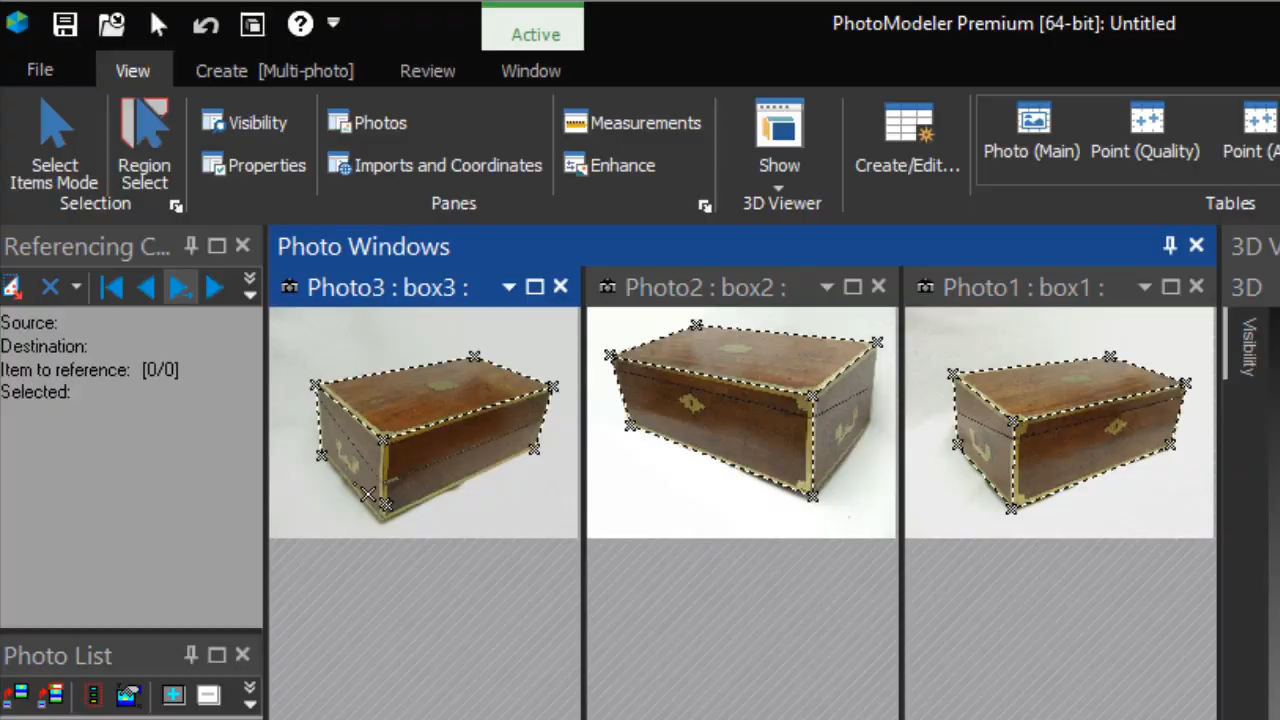 PhotoModeler Premium [64-bit]: Untitled
Active
File
View
Create
[Multi-photo]
Review
Window
Select
Items Mode
Region
Select
Selection
Visibility
Properties
Photos
Imports and Coordinates
Measurements
Enhance
Panes
Show
3D Viewer
Create/Edit...
Photo (Main)
Point (Quality)
Point (A
Tables
Referencing C...
Source:
Destination:
Item to reference: [0/0]
Selected:
Photo Windows
Photo3 : box3 :
Photo2 : box2 :
Photo1 : box1 :
3D V
3D
Visibility
Photo List